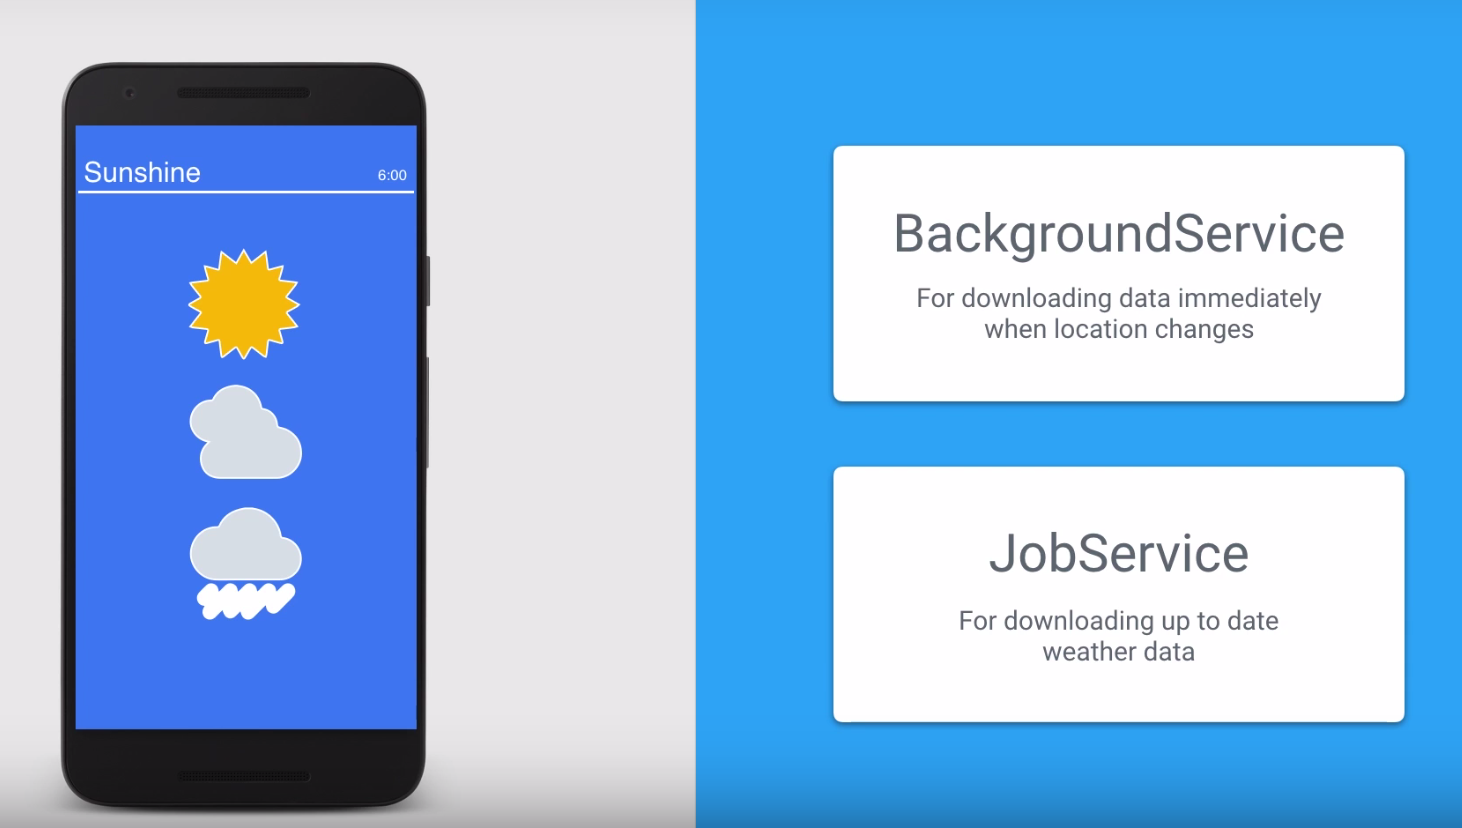 Sunshine
6:00
BackgroundService
For downloading data immediately
when location changes
JobService
For downloading up to date
weather data